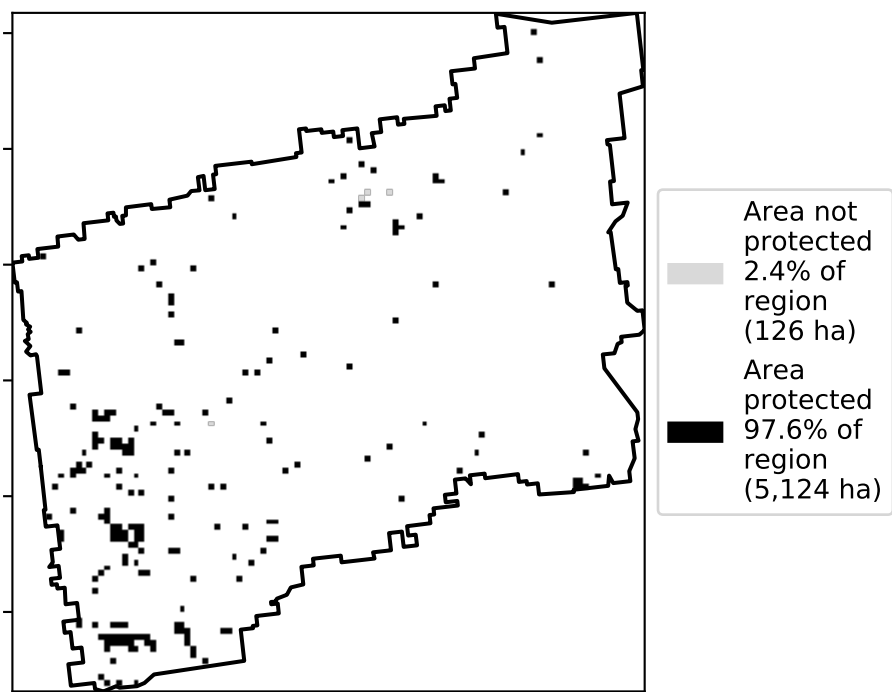 Area not
protected
2.4% of
region
(126 ha)
Area
protected
97.6% of
region
(5,124 ha)